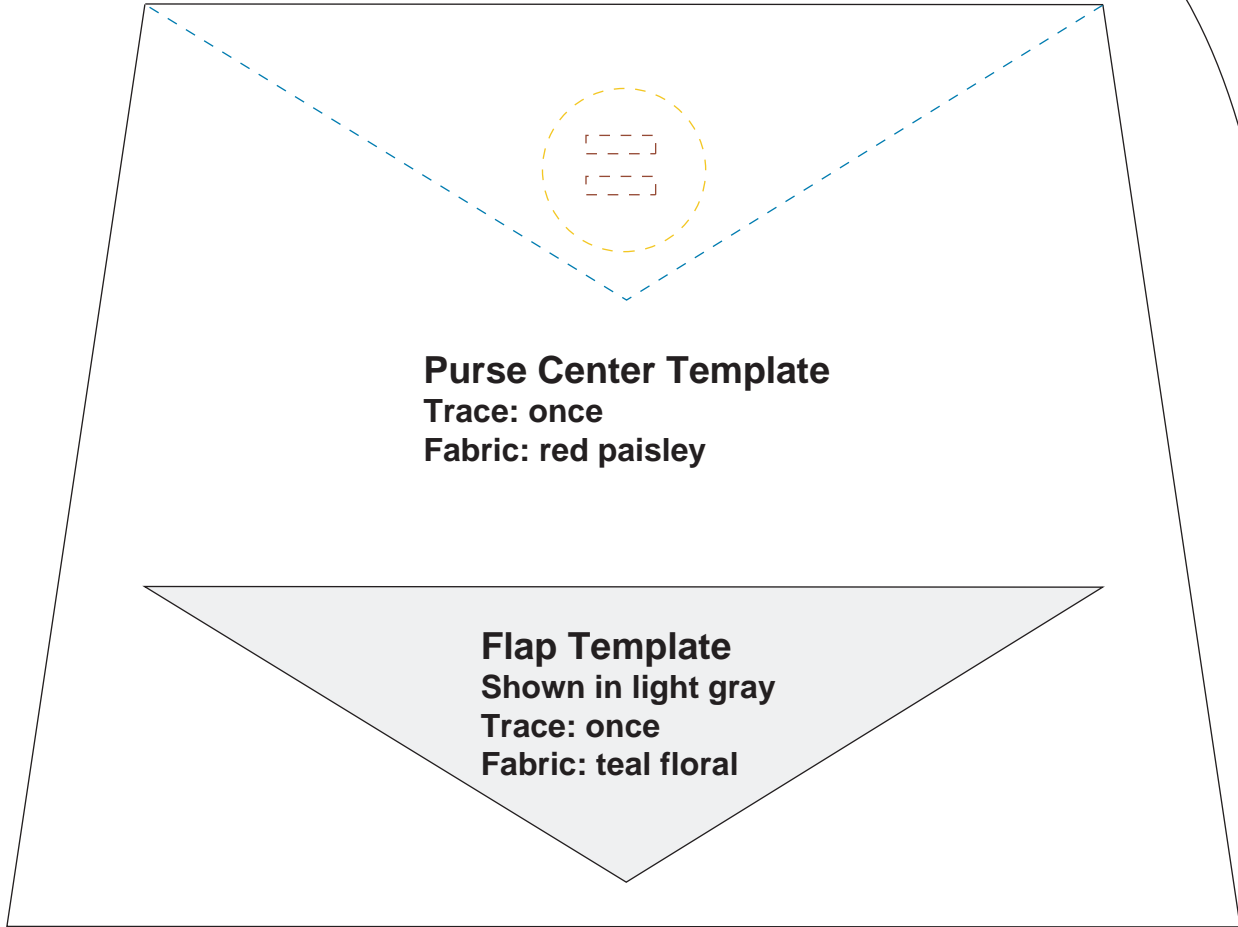 Purse Center Template
Trace: once
Fabric: red paisley
Flap Template
Shown in light gray
Trace: once
Fabric: teal floral